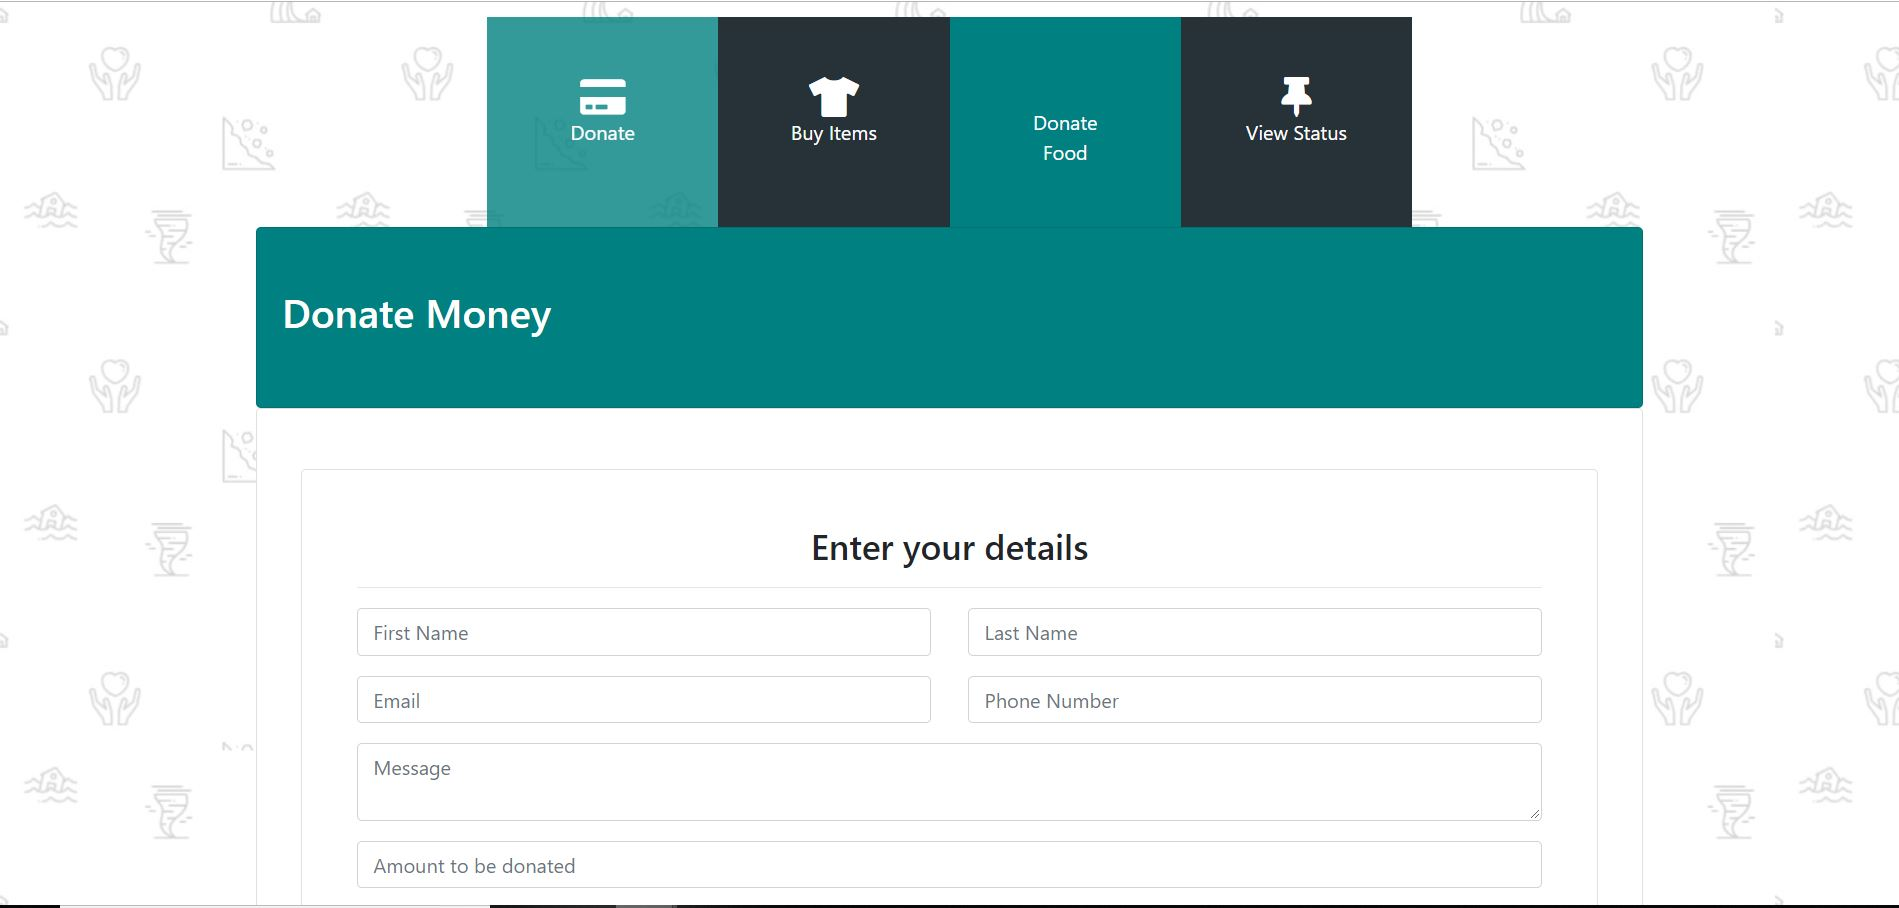 Donate
Buy Items
Donate
Food
View Status
Donate Money
Enter your details
First Name
Last Name
Email
Phone Number
Message
Amount to be donated